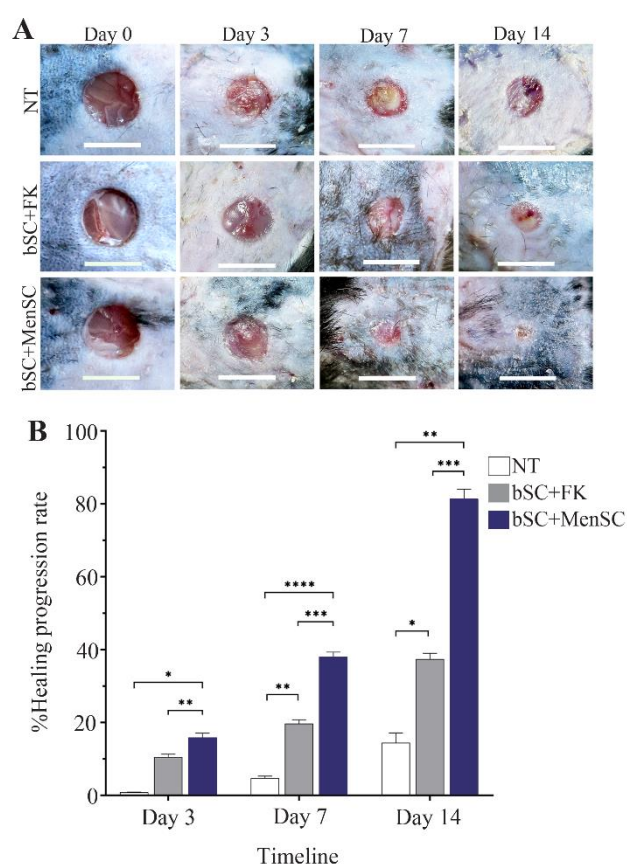 A
Day 0 Day 3 Day 7 Day 14
NT
bSC+FK
bSC+MenSC
B
%Healing progression rate
100
80
60
40
20
0
** 
***
NT
bSC+FK
bSC+MenSC
****
***
*
*
**
**
Day 3 Day 7 Day 14
Timeline